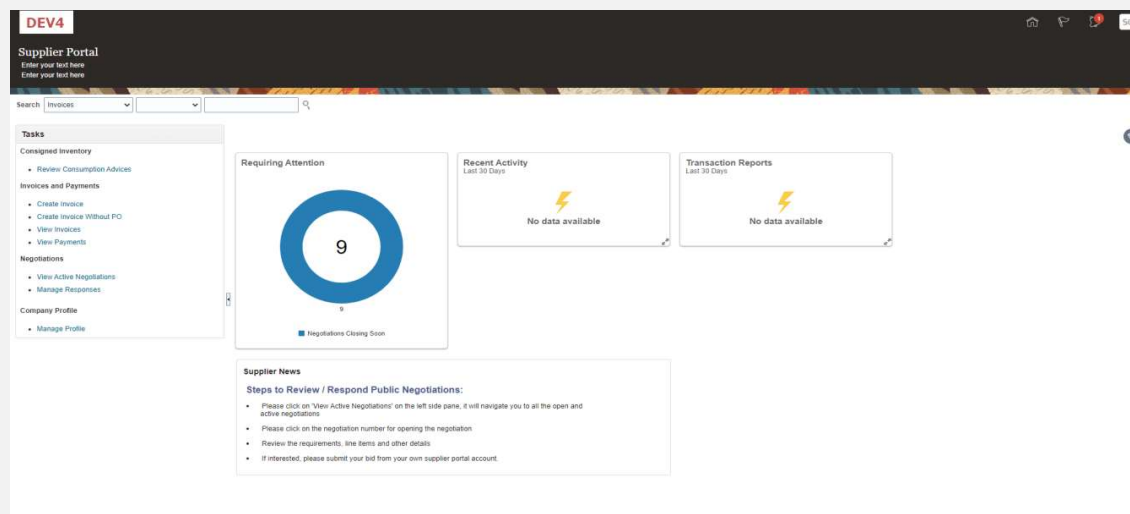 DEV4
Supplier Portal
Enter your text here
Enter your text here
Search Invoices
Tasks
Consigned Inventory
Review Consumption Advices
Invoices and Payments
Create Invoice
Create Invoice Without PO
View Invoices
View Payments
Negotiations
View Active Negotiations
Manage Responses
Company Profile
Manage Profile
Requiring Attention
9
9
Negotiations Closing Soon
Recent Activity
Last 30 Days
No data available
Transaction Reports
Last 30 Days
No data available
Supplier News
Steps to Review / Respond Public Negotiations:
Please click on 'View Active Negotiations' on the left side pane, it will navigate you to all the open and
active negotiations
Please click on the negotiation number for opening the negotiation
Review the requirements, line items and other details
If interested, please submit your bid from your own supplier portal account.